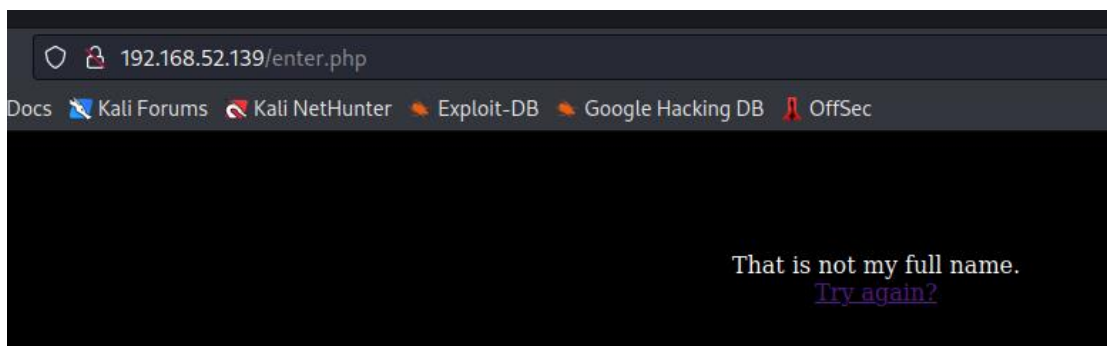 192.168.52.139/enter.php
Docs Kali Forums Kali NetHunter Exploit-DB Google Hacking DB OffSec
That is not my full name.
Try again?